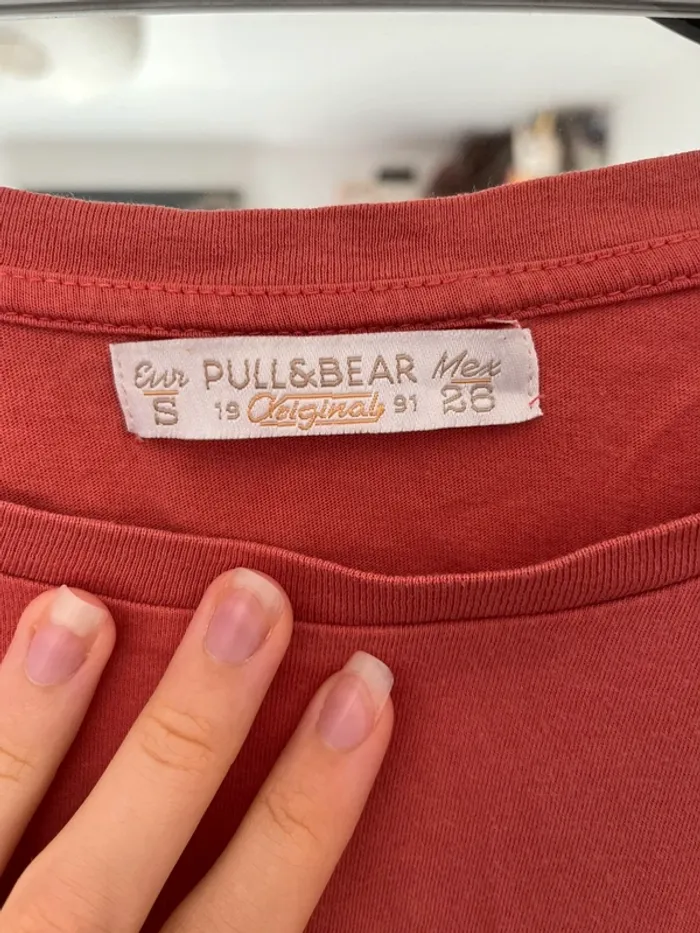 Eur PULL&BEAR Mex
S 19 Original 91 26